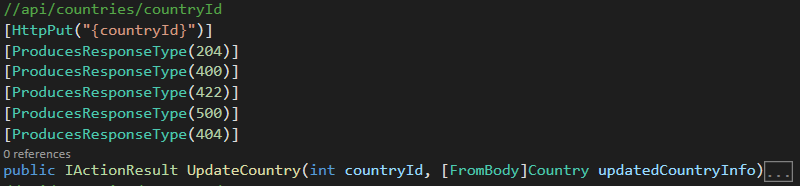 //api/countries/countryId
[HttpPut("{countryId}")]
[ProducesResponseType(204)]
[ProducesResponseType(400)]
[ProducesResponseType(422)]
[ProducesResponseType(500)]
[ProducesResponseType(404)]
0 references
public IActionResult UpdateCountry(int countryId, [FromBody]Country updatedCountryInfo)...